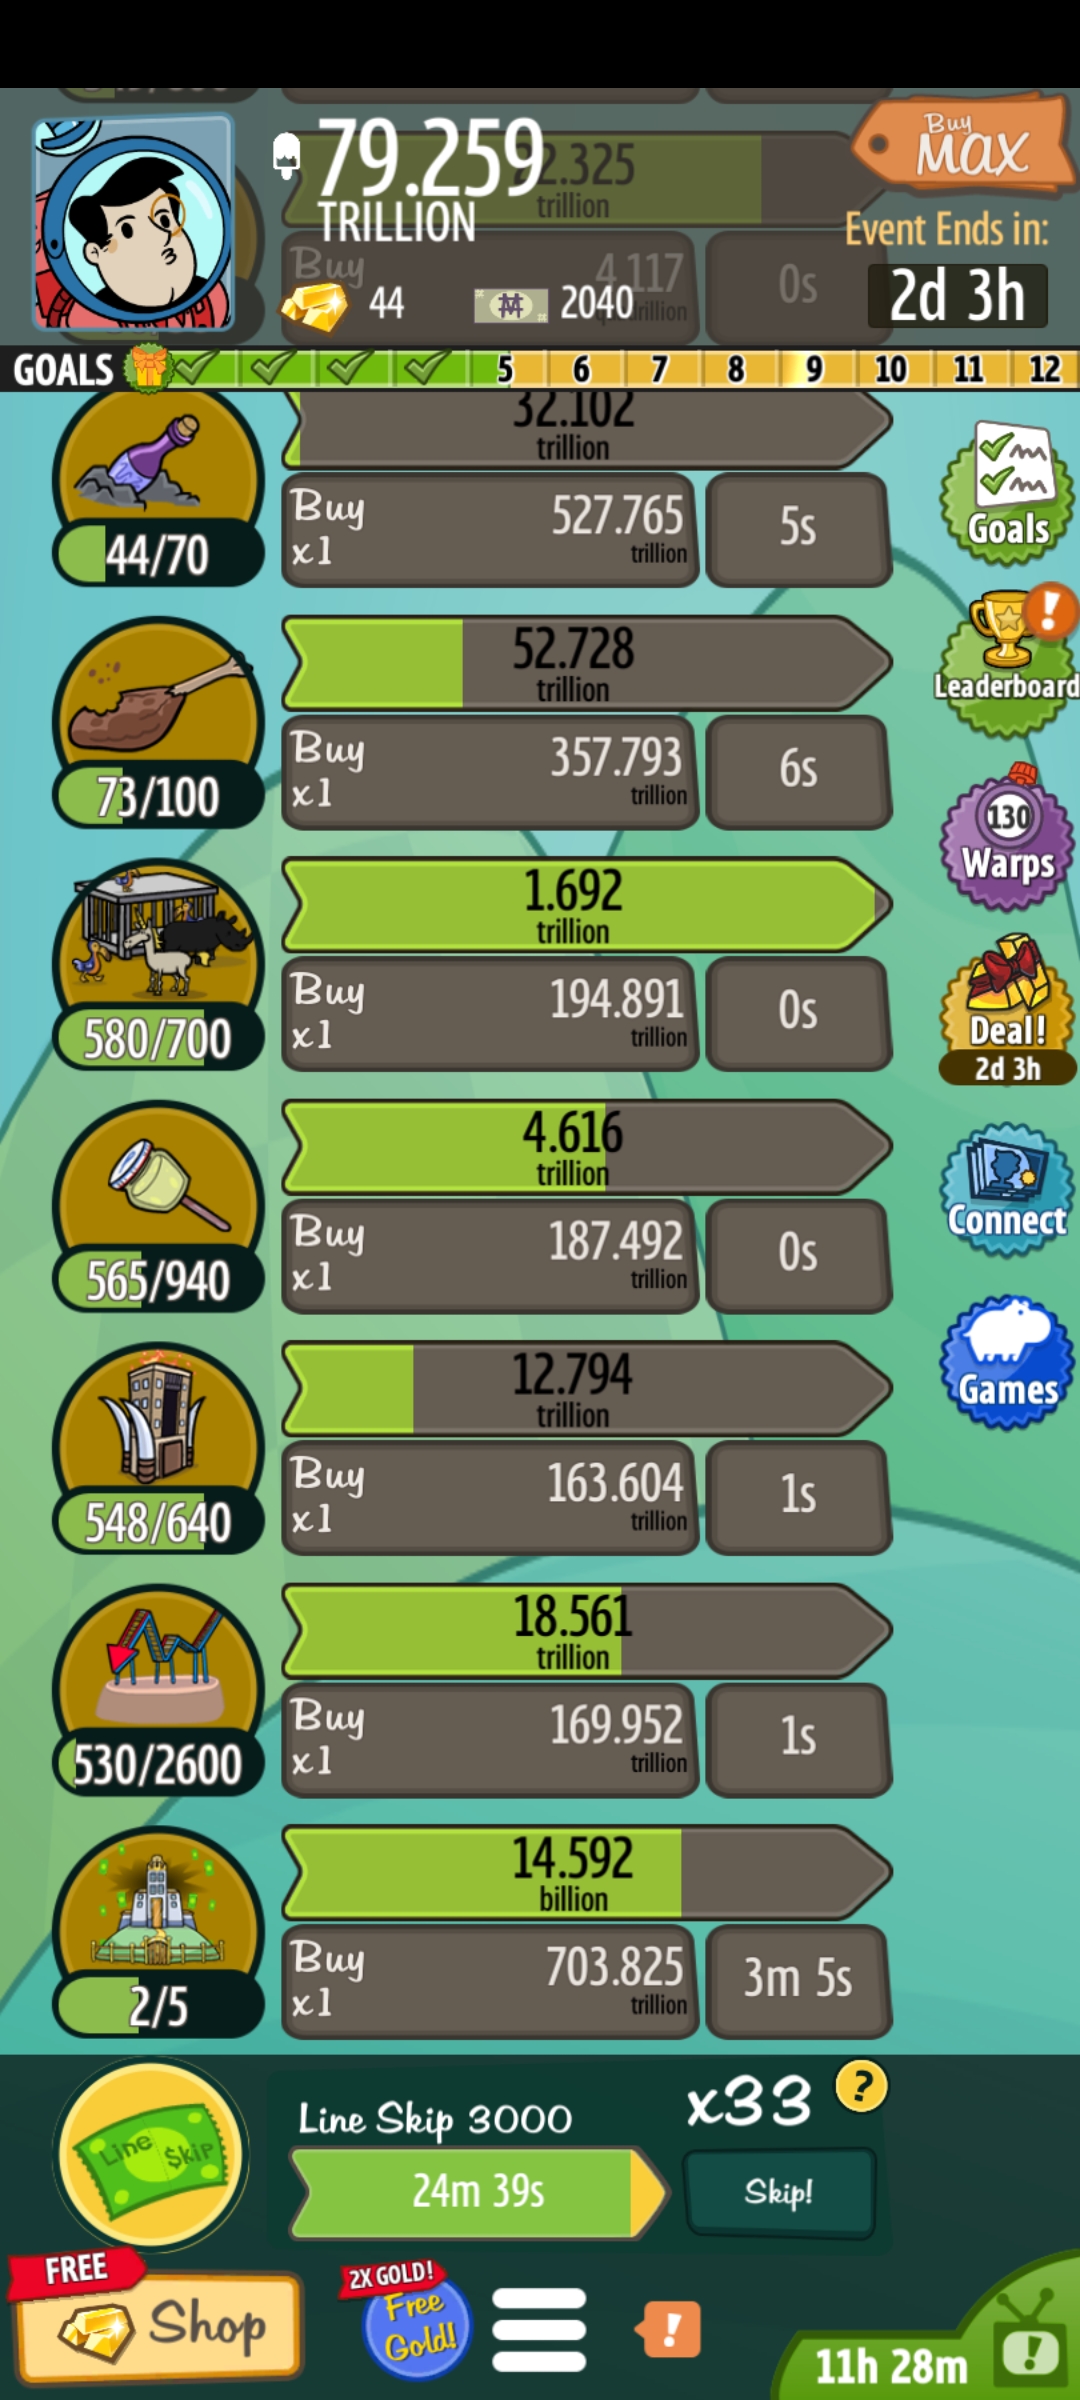 79.259
TRILLION
22.325
trillion
Buy
MAX
Event Ends in:
2d 3h
44
2040
Buy
4.117
0s
GOALS
5 6 7 8 9 10 11 12
32.102
trillion
44/70
Buy
x1
527.765
trillion
5s
Goals
52.728
trillion
73/100
Buy
x1
357.793
trillion
6s
Leaderboard
130
Warps
1.692
trillion
580/700
Buy
x1
194.891
trillion
0s
Deal!
2d 3h
4.616
trillion
565/940
Buy
x1
187.492
trillion
0s
Connect
12.794
trillion
548/640
Buy
x1
163.604
trillion
1s
Games
18.561
trillion
530/2600
Buy
x1
169.952
trillion
1s
14.592
billion
2/5
Buy
x1
703.825
trillion
3m 5s
Line $kip
Line Skip 3000
24m 39s
x33
?
Skip!
FREE
Shop
2X GOLD!
Free
Gold!
!
11h 28m
!